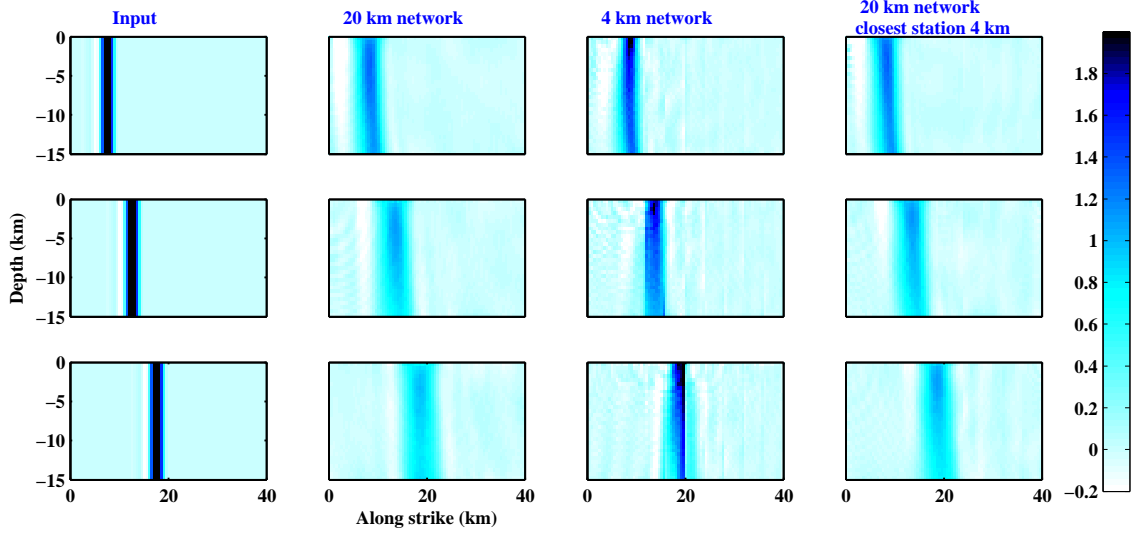 Input
20 km network
4 km network
20 km network
closest station 4 km
0
−5
−10
−15
0
−5
−10
−15
0
−5
−10
−15
Depth (km)
0 20 40
0 20 40
0 20 40
0 20 40
Along strike (km)
1.8
1.6
1.4
1.2
1
0.8
0.6
0.4
0.2
0
−0.2